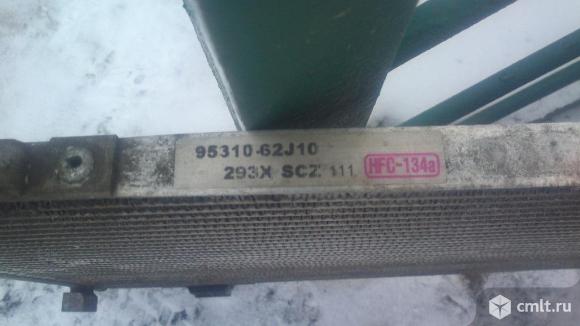 95310-62J10
293X SCZ 111 HFC-134a
cmlt.ru